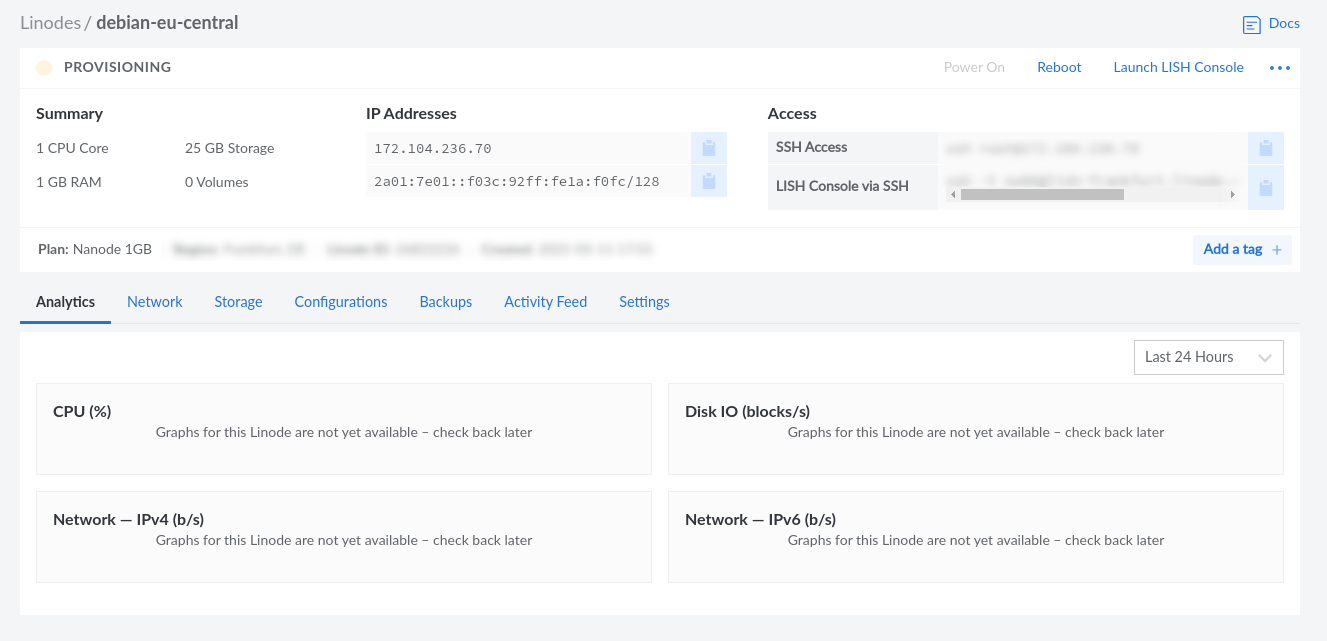 Linodes / debian-eu-central
Docs
PROVISIONING
Power On Reboot Launch LISH Console
Summary
1 CPU Core 25 GB Storage
1 GB RAM 0 Volumes
IP Addresses
172.104.236.70
2a01:7e01::f03c:92ff:fe1a:f0fc/128
Access
SSH Access
LISH Console via SSH
Plan: Nanode 1GB
Add a tag +
Analytics Network Storage Configurations Backups Activity Feed Settings
Last 24 Hours
CPU (%)
Graphs for this Linode are not yet available – check back later
Disk IO (blocks/s)
Graphs for this Linode are not yet available – check back later
Network — IPv4 (b/s)
Graphs for this Linode are not yet available – check back later
Network — IPv6 (b/s)
Graphs for this Linode are not yet available – check back later